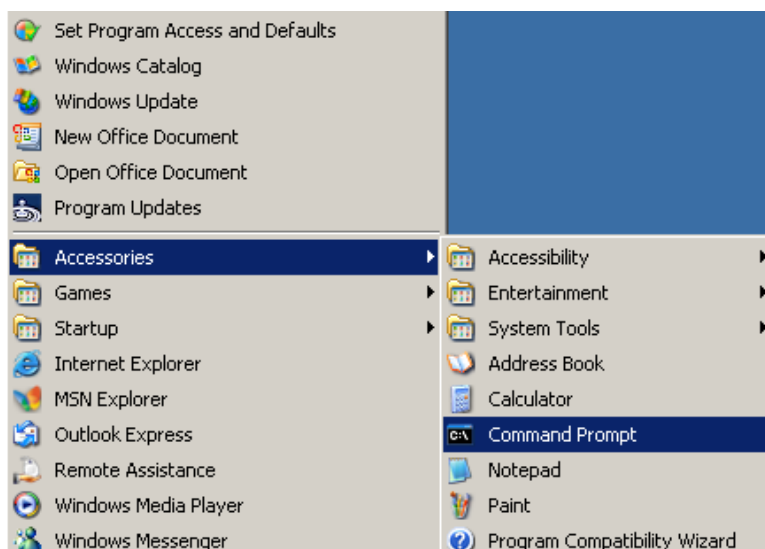 Set Program Access and Defaults
Windows Catalog
Windows Update
New Office Document
Open Office Document
Program Updates
Accessories
Games
Startup
Internet Explorer
MSN Explorer
Outlook Express
Remote Assistance
Windows Media Player
Windows Messenger
Accessibility
Entertainment
System Tools
Address Book
Calculator
C:\
Command Prompt
Notepad
Paint
Program Compatibility Wizard